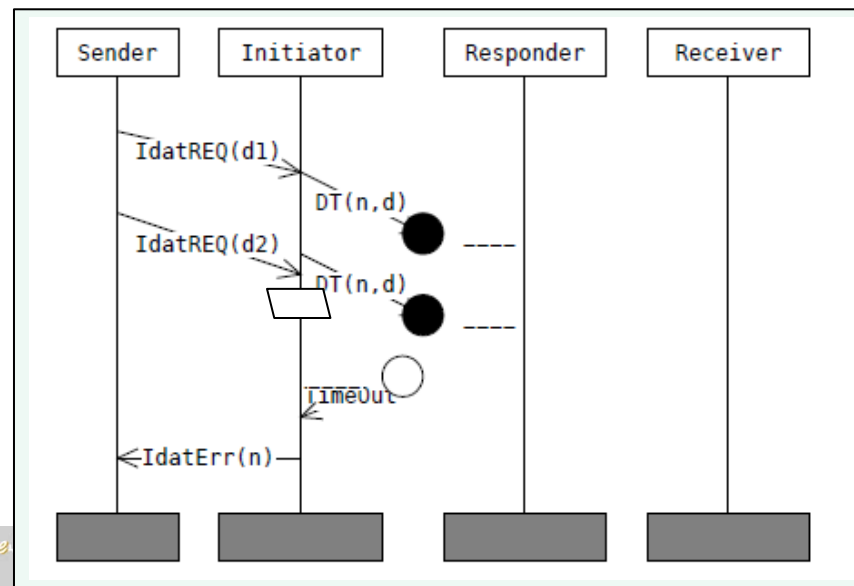 Sender Initiator Responder Receiver
IdatREQ(d1)
DT(n,d)
IdatREQ(d2)
DT(n,d)
TimeOut
IdatErr(n)